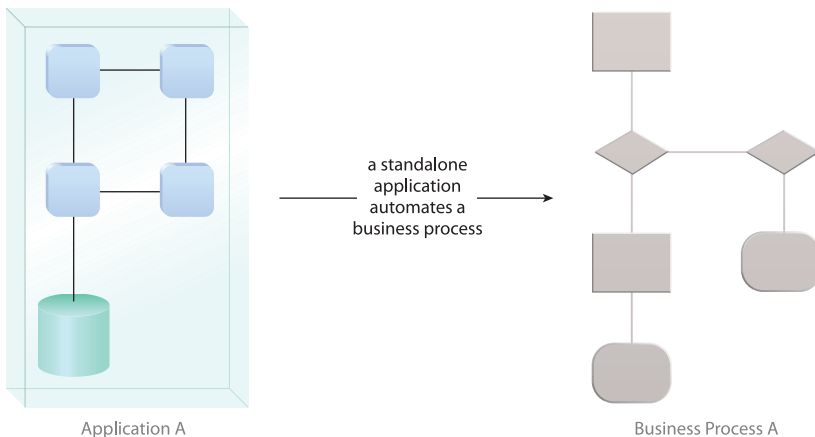 a standalone
application
automates a
business process
Application A
Business Process A